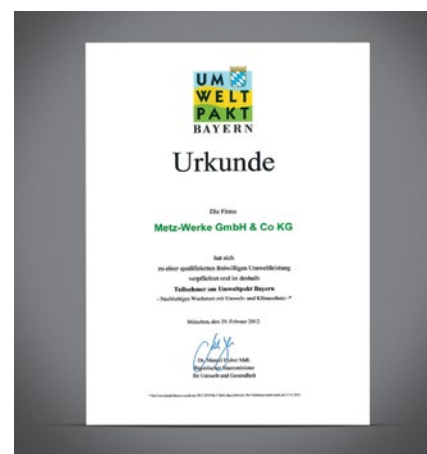 UM
WELT
PAKT
BAYERN
Urkunde
Die Firma
Metz-Werke GmbH & Co KG
hat sich
zu einer qualifizierten freiwilligen Umweltleistung
verpflichtet und ist deshalb
Teilnehmer am Umweltpakt Bayern
- Nachhaltiges Wachstum mit Umwelt- und Klimaschutz -*
München, den 29. Februar 2012
Dr. Marcel Huber MdL
Bayerischer Staatsminister
für Umwelt und Gesundheit